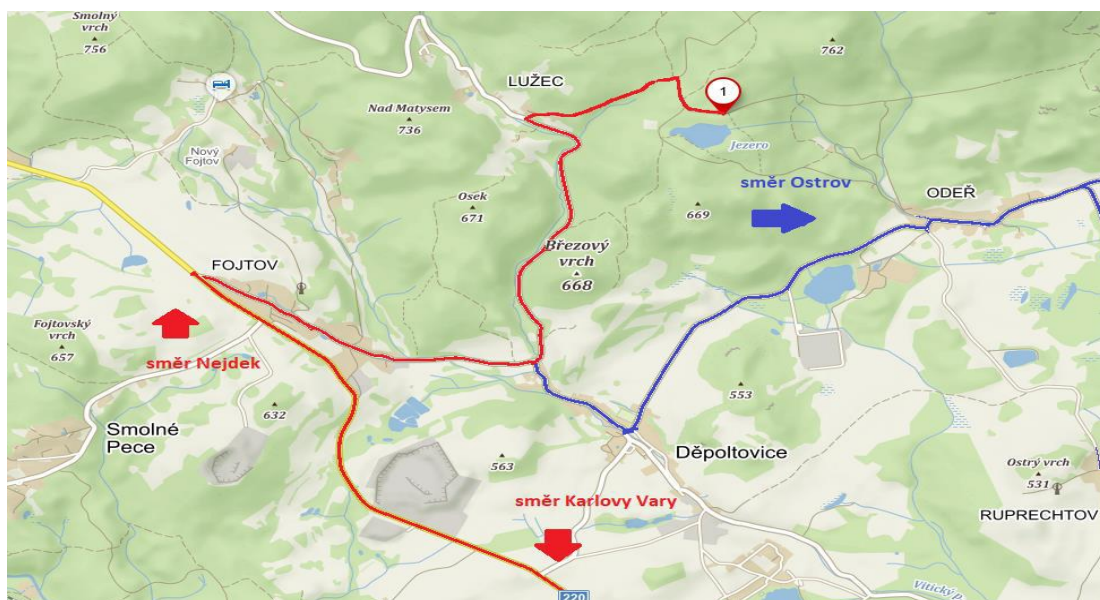 Smolný
vrch
756
762
LUŽEC
1
Nad Matysem
736
Nový
Fojtov
Jezero
směr Ostrov
ODEŘ
Osek
671
669
Březový
vrch
668
FOJTOV
Fojtovský
vrch
657
směr Nejdek
632
553
Smolné
Pece
Děpoltovice
563
Ostrý vrch
531
směr Karlovy Vary
RUPRECHTOV
Vitický p.
220